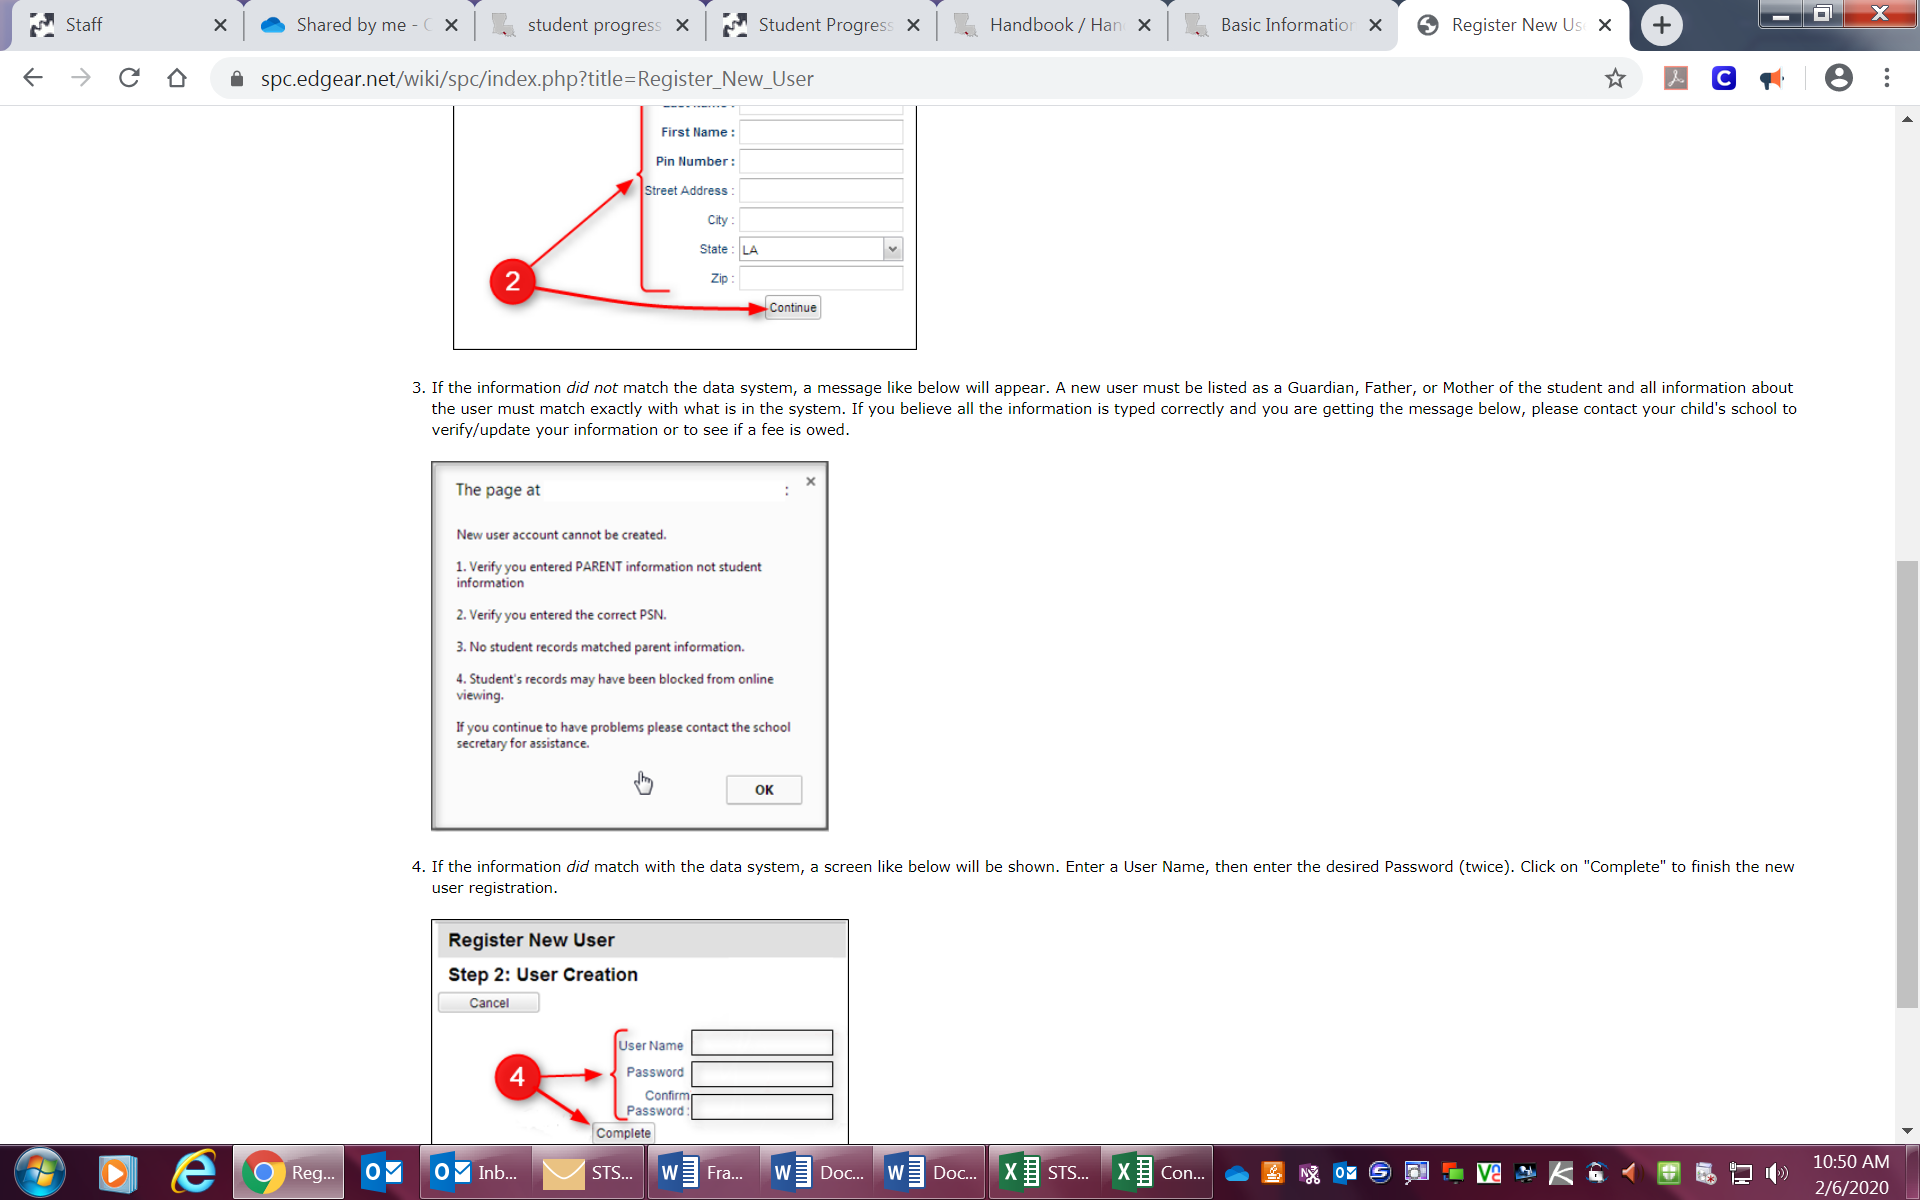 Staff
Shared by me -
student progress
Student Progress
Handbook / Han
Basic Information
Register New Us
spc.edgear.net/wiki/spc/index.php?title=Register_New_User
First Name :
Pin Number :
Street Address :
City :
State : LA
Zip :
2
Continue
3. If the information did not match the data system, a message like below will appear. A new user must be listed as a Guardian, Father, or Mother of the student and all information about
the user must match exactly with what is in the system. If you believe all the information is typed correctly and you are getting the message below, please contact your child's school to
verify/update your information or to see if a fee is owed.
The page at :
New user account cannot be created.
1. Verify you entered PARENT information not student
information
2. Verify you entered the correct PSN.
3. No student records matched parent information.
4. Student's records may have been blocked from online
viewing.
If you continue to have problems please contact the school
secretary for assistance.
OK
4. If the information did match with the data system, a screen like below will be shown. Enter a User Name, then enter the desired Password (twice). Click on "Complete" to finish the new
user registration.
Register New User
Step 2: User Creation
Cancel
User Name
4
Password
Confirm
Password :
Complete
Reg...
Inb...
STS...
Fra...
Doc...
Doc...
STS...
Con...
10:50 AM
2/6/2020